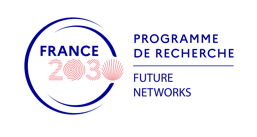 FRANCE
2030
PROGRAMME
DE RECHERCHE
FUTURE
NETWORKS